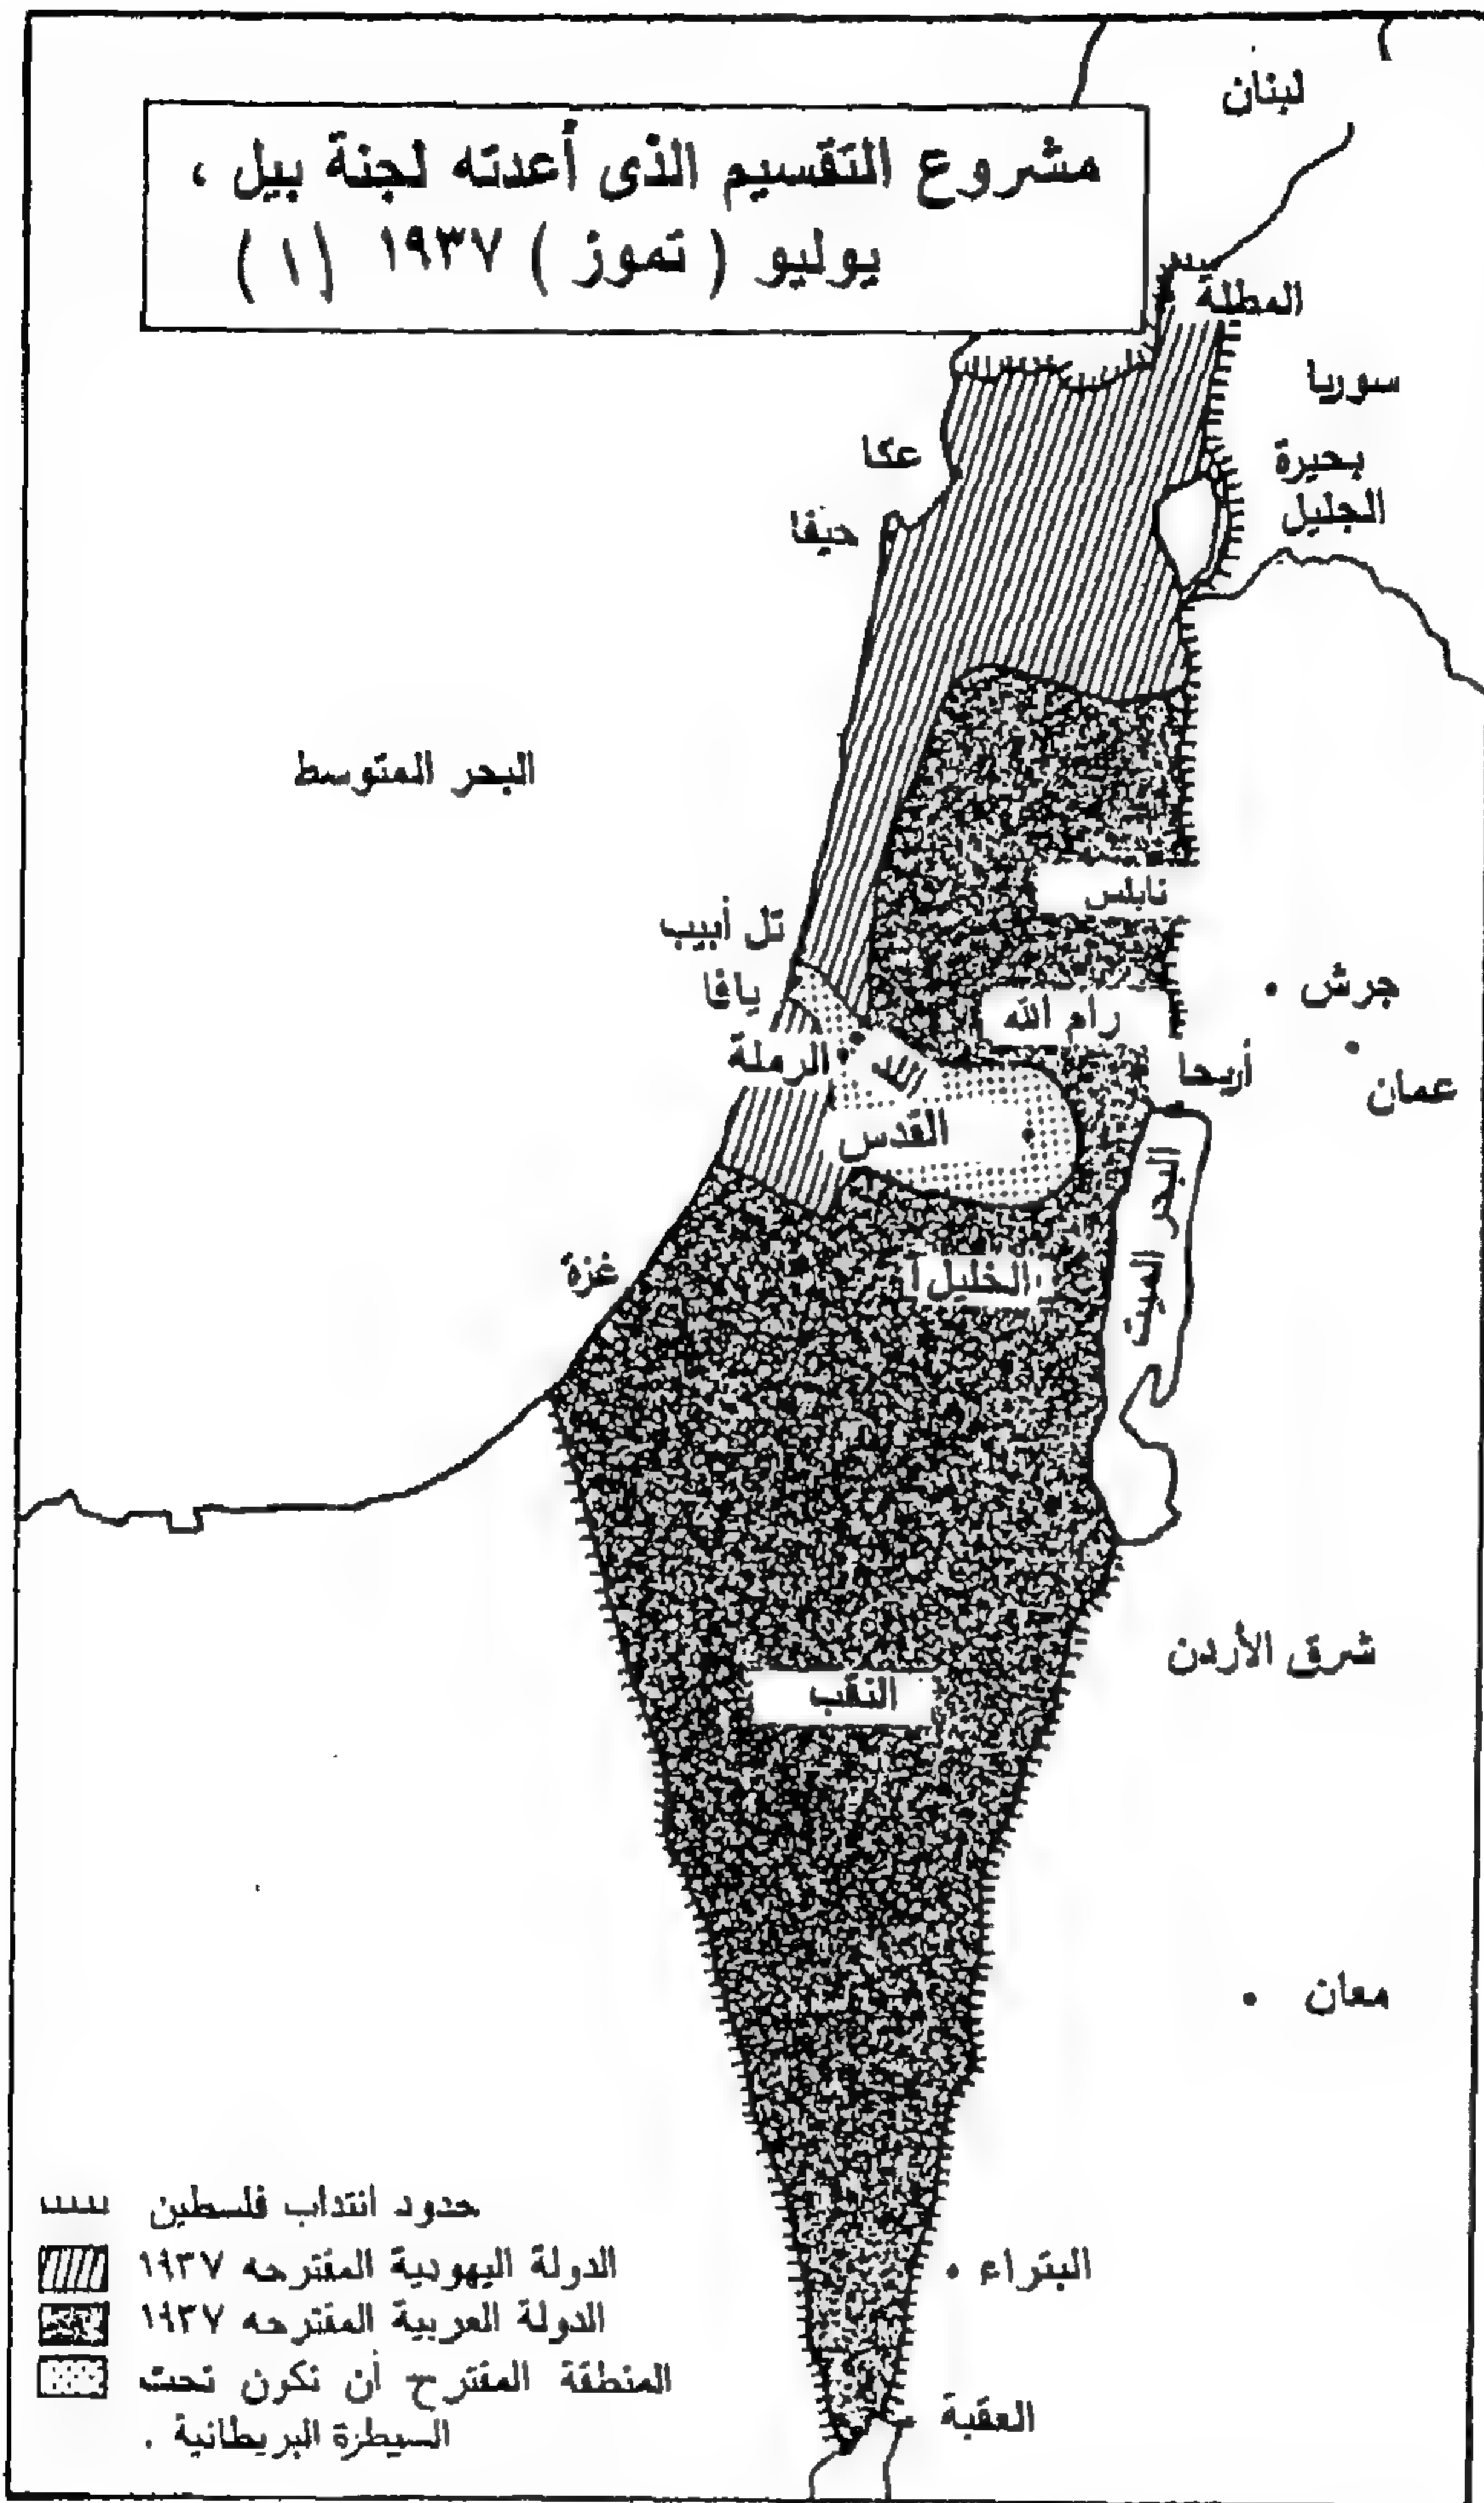 لبنان
مشروع التقسيم الذى أعدته لجنة بيل ،
يوليو ( تموز ) ١٩٣٧ ( ١ )
المطلة
سوريا
بحيرة
الجليل
عكا
حيفا
البحر المتوسط
نابلس
تل أبيب
يافا
جرش
رام الله
الرملة
اللد
أريحا
عمان
القدس
البحر الميت
غزة
الخليل
شرق الأردن
النقب
معان
حدود انتداب فلسطين
الدولة اليهودية المقترحه ١٩٣٧
البتراء
الدولة العربية المقترحه ١٩٣٧
المنطقة المقترح أن تكون تحت
السيطرة البريطانية .
العقبة